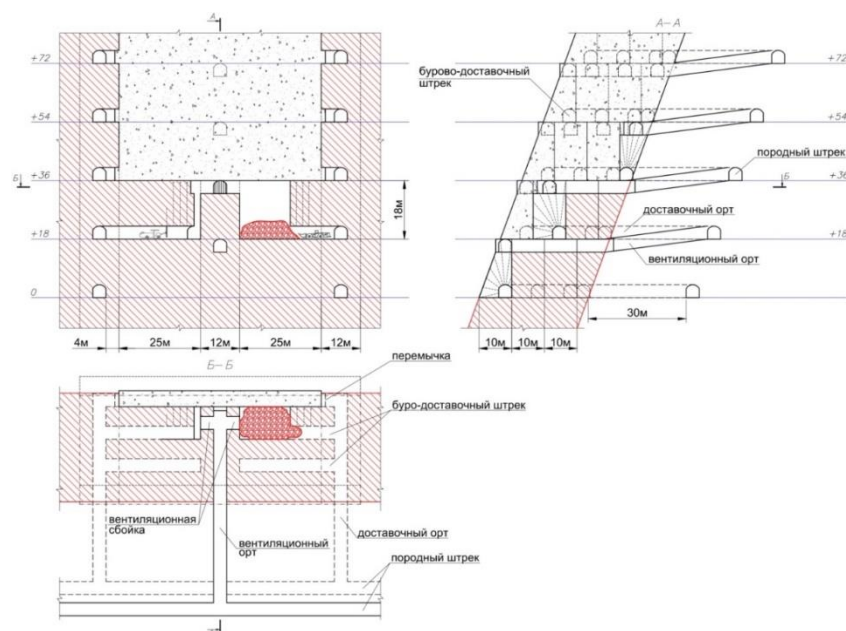 А
А-А
+72
+54
+36
+18
0
Б
18м
4м
25м
12м
25м
12м
бурово-доставочный
штрек
породный штрек
доставочный орт
вентиляционный орт
+72
+54
+36
Б
+18
0
30м
10м
10м
10м
Б-Б
перемычка
буро-доставочный штрек
вентиляционная
сбойка
вентиляционный
орт
доставочный орт
породный штрек